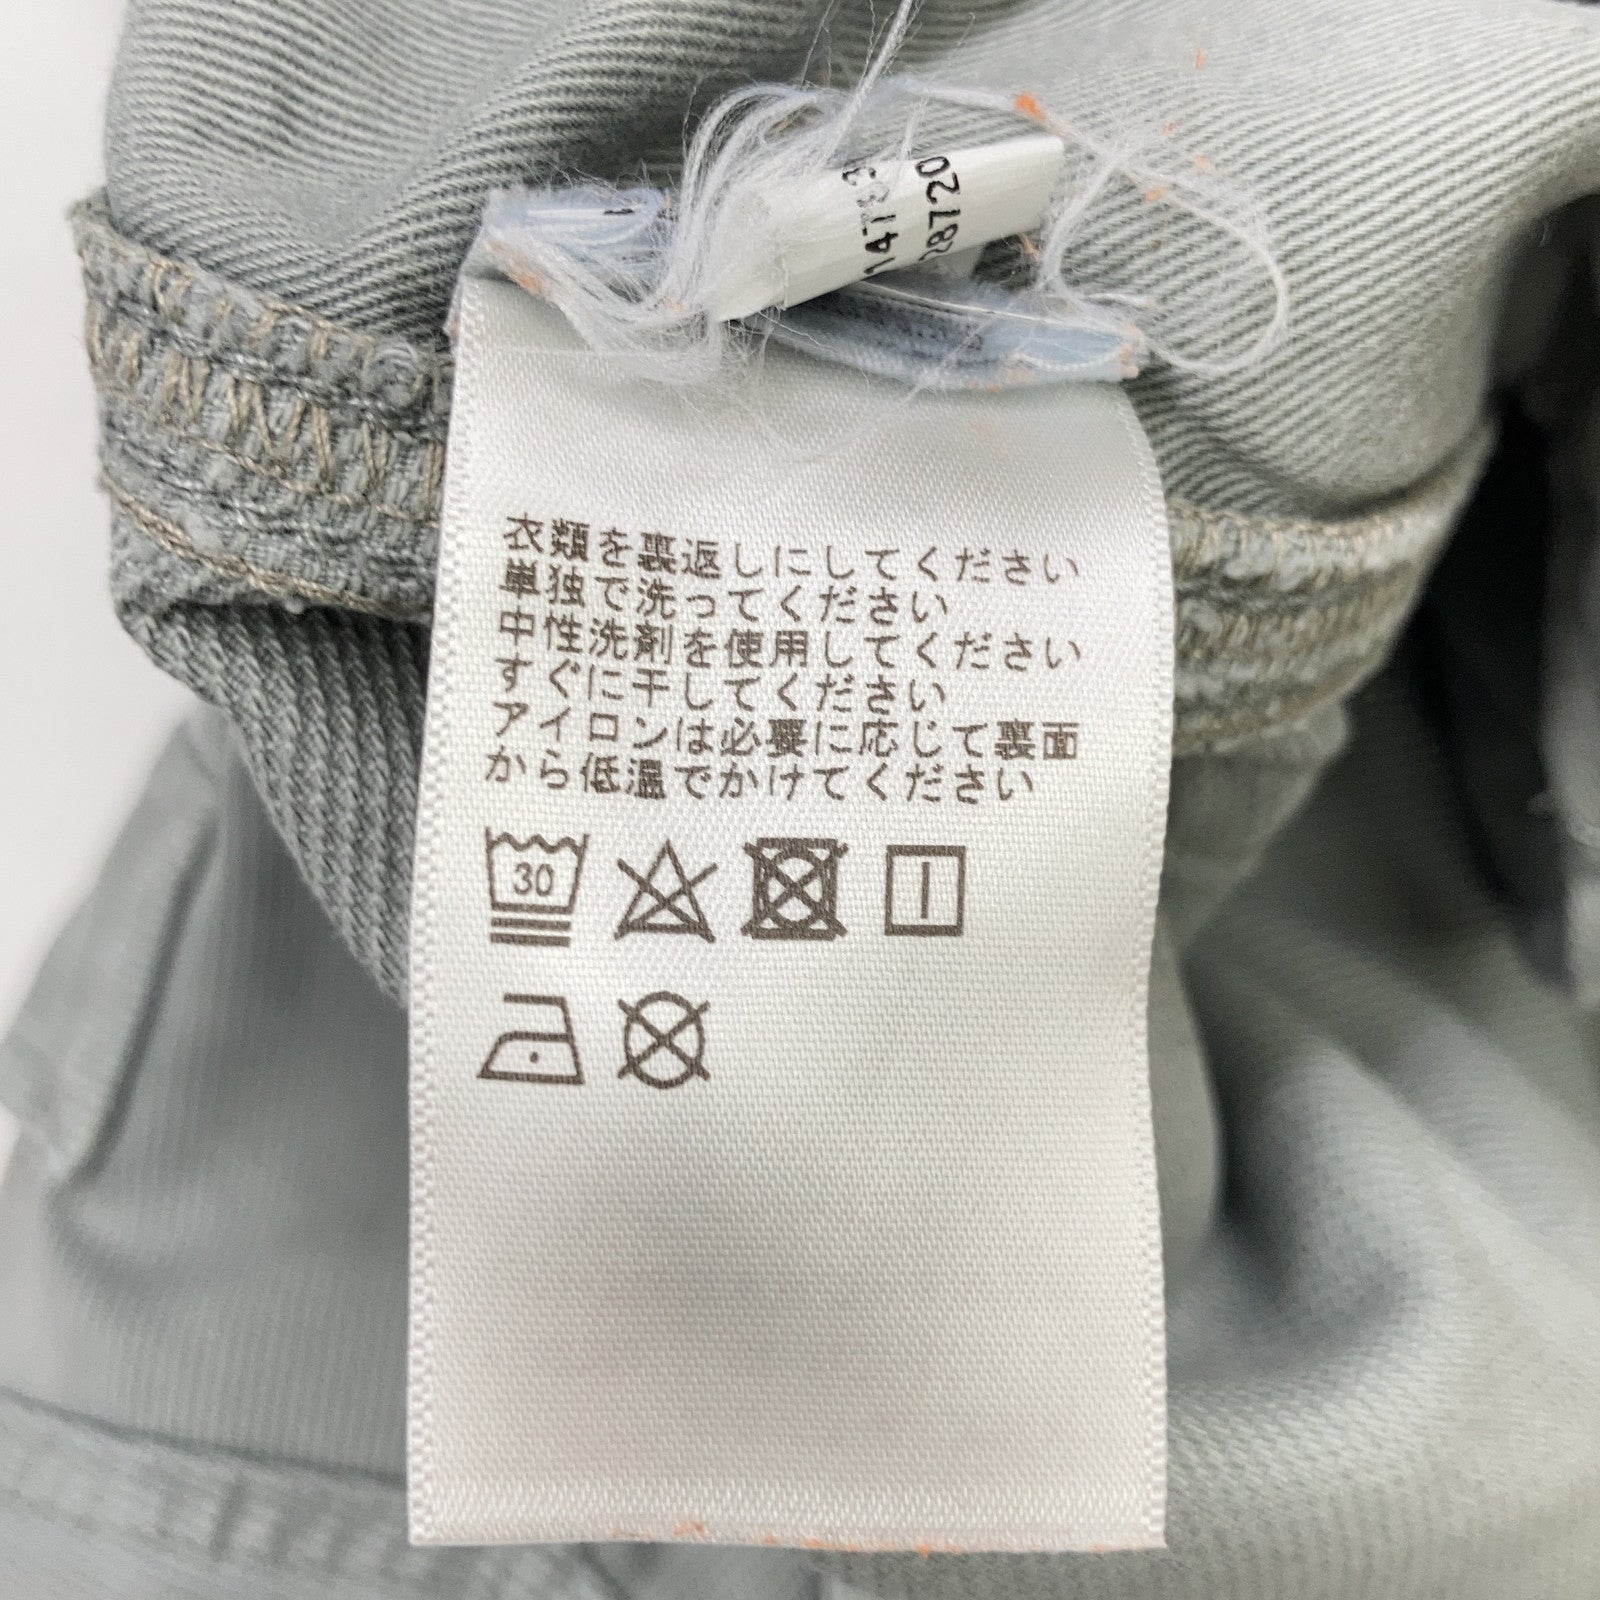 衣類を裏返しにしてください
単独で洗ってください
中性洗剤を使用してください
すぐに干してください
アイロンは必要に応じて裏面
から低温でかけてください
30